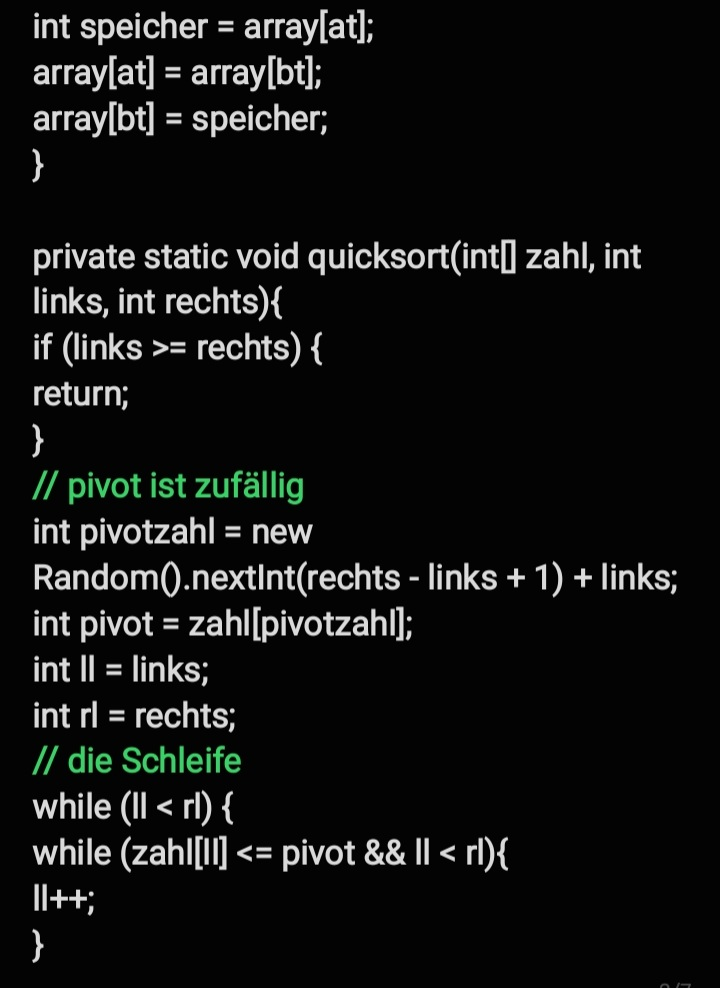 int speicher = array[at];
array[at] = array[bt];
array[bt] = speicher;
}
private static void quicksort(int[] zahl, int
links, int rechts){
if (links >= rechts) {
return;
}
// pivot ist zufällig
int pivotzahl = new
Random().nextInt(rechts - links + 1) + links;
int pivot = zahl[pivotzahl];
int ll = links;
int rl = rechts;
// die Schleife
while (ll < rl) {
while (zahl[ll] <= pivot && ll < rl){
ll++;
}